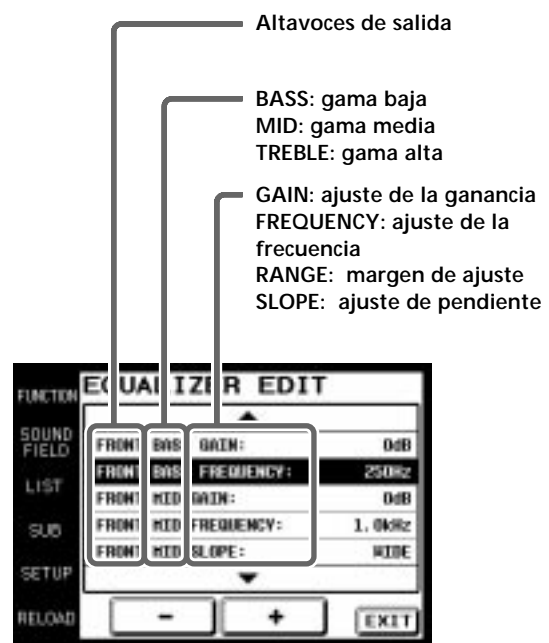 Altavoces de salida
BASS: gama baja
MID: gama media
TREBLE: gama alta
GAIN: ajuste de la ganancia
FREQUENCY: ajuste de la
frecuencia
RANGE: margen de ajuste
SLOPE: ajuste de pendiente
EQUALIZER EDIT
FUNCTION
SOUND
FIELD
LIST
SUB
SETUP
RELOAD
FRONT BAS GAIN: 0dB
FRONT BAS FREQUENCY: 250Hz
FRONT MID GAIN: 0dB
FRONT MID FREQUENCY: 1.0kHz
FRONT MID SLOPE: WIDE
- + EXIT